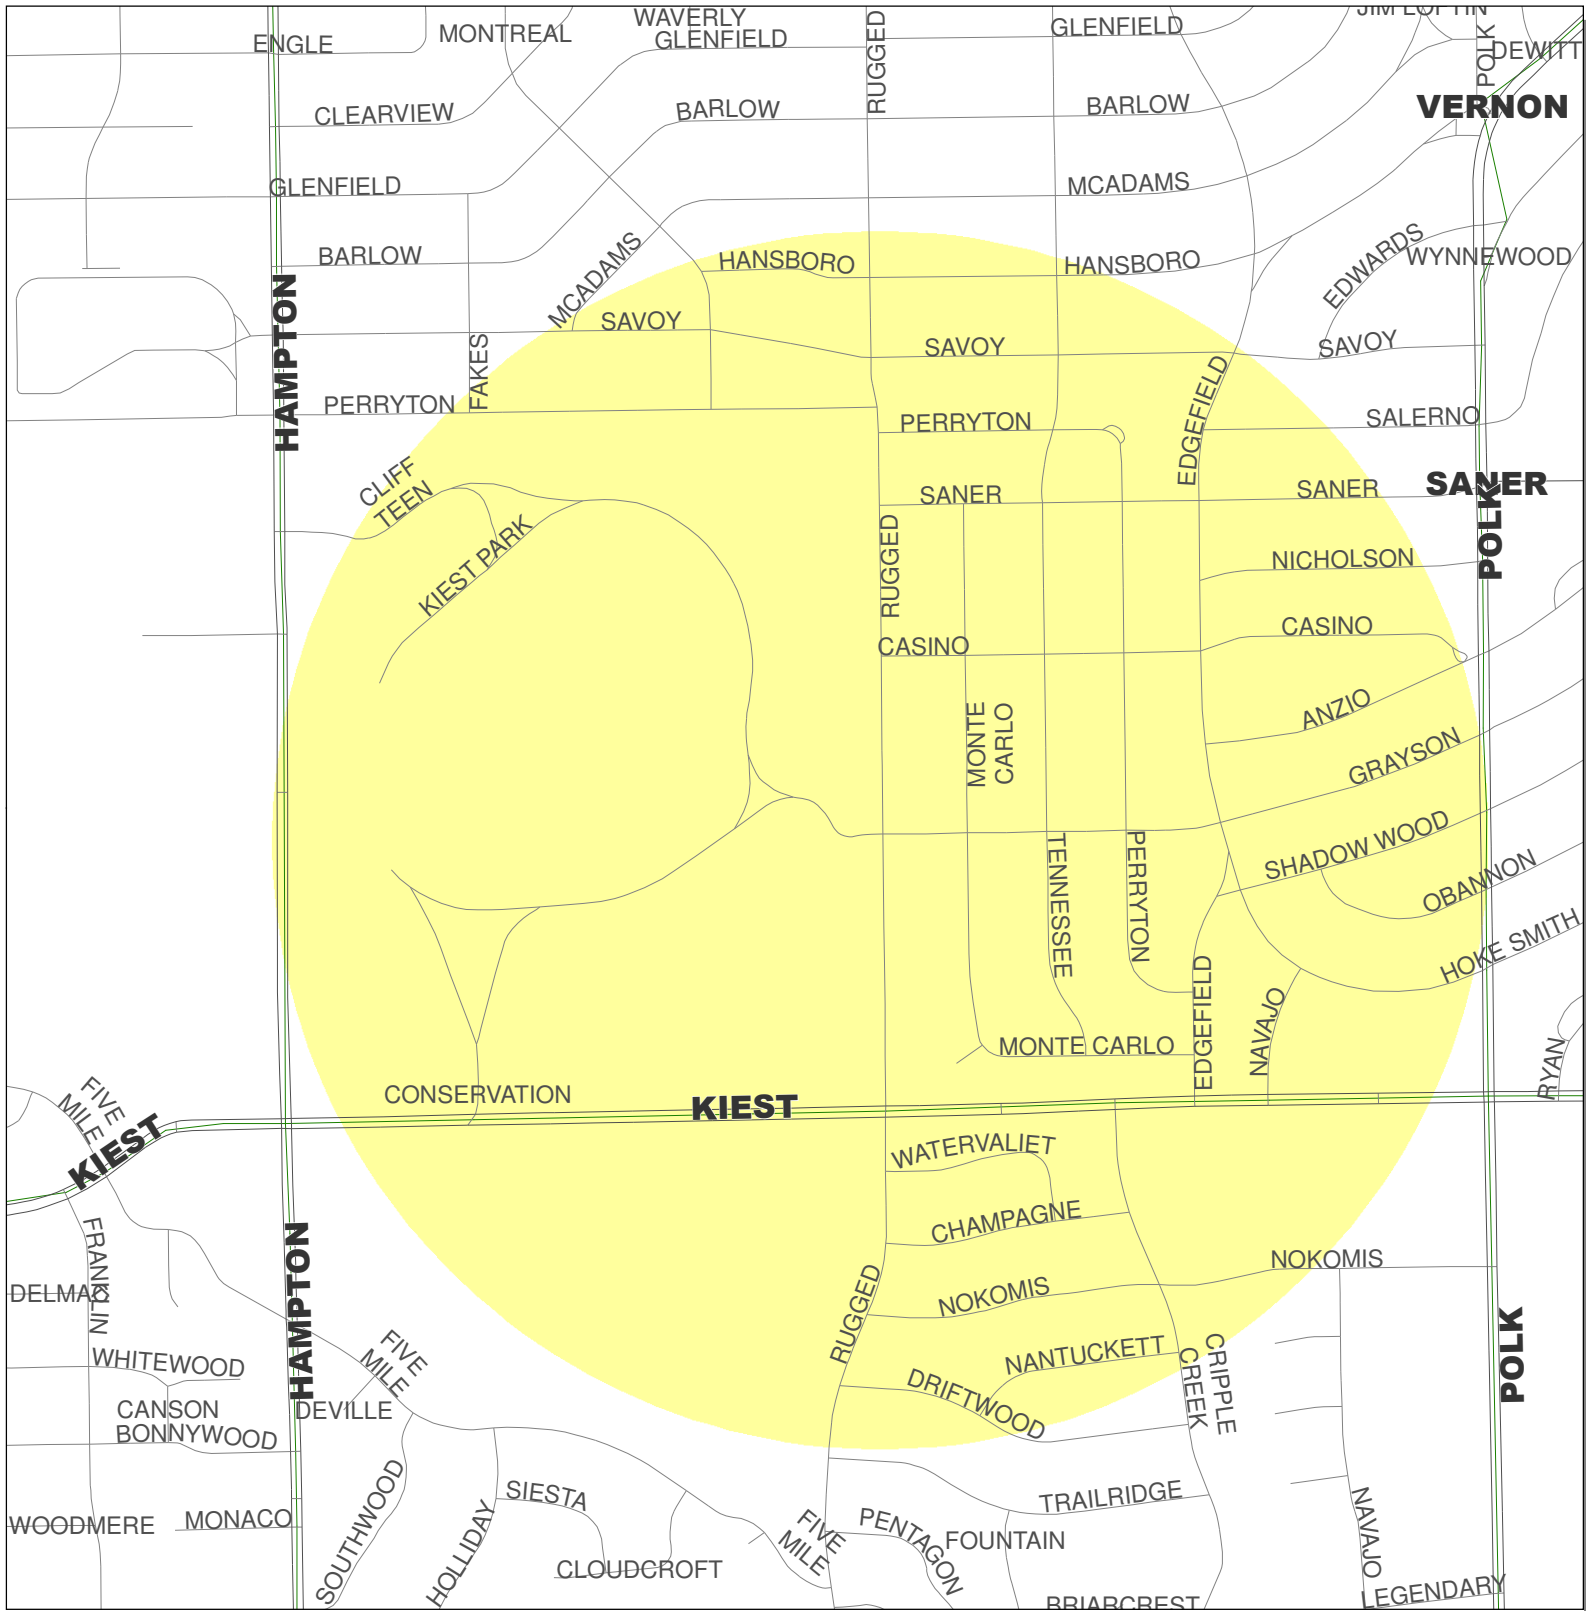 JIM LOFTIN
WAVERLY
MONTREAL
ENGLE
GLENFIELD
RUGGED
GLENFIELD
POLK
DEWITT
CLEARVIEW
BARLOW
BARLOW
VERNON
GLENFIELD
MCADAMS
BARLOW
MCADAMS
HANSBORO
HANSBORO
EDWARDS
WYNNEWOOD
HAMPTON
SAVOY
SAVOY
SAVOY
FAKES
PERRYTON
PERRYTON
EDGEFIELD
SALERNO
CLIFF
TEEN
SANER
SANER
SANER
KIEST PARK
RUGGED
POLK
NICHOLSON
CASINO
CASINO
MONTE
CARLO
ANZIO
GRAYSON
TENNESSEE
PERRYTON
SHADOW WOOD
OBANNON
HOKE SMITH
EDGEFIELD
NAVAJO
MONTE CARLO
RYAN
FIVE
MILE
CONSERVATION
KIEST
KIEST
WATERVALIET
CHAMPAGNE
FRANKLIN
HAMPTON
DELMAC
RUGGED
NOKOMIS
NOKOMIS
POLK
WHITEWOOD
FIVE
MILE
NANTUCKETT
CRIPPLE
CREEK
CANSON
DEVILLE
DRIFTWOOD
BONNYWOOD
SOUTHWOOD
SIESTA
HOLLIDAY
TRAILRIDGE
NAVAJO
WOODMERE
MONACO
FIVE
MILE
PENTAGON
FOUNTAIN
CLOUDCROFT
LEGENDARY
BRIARCREST